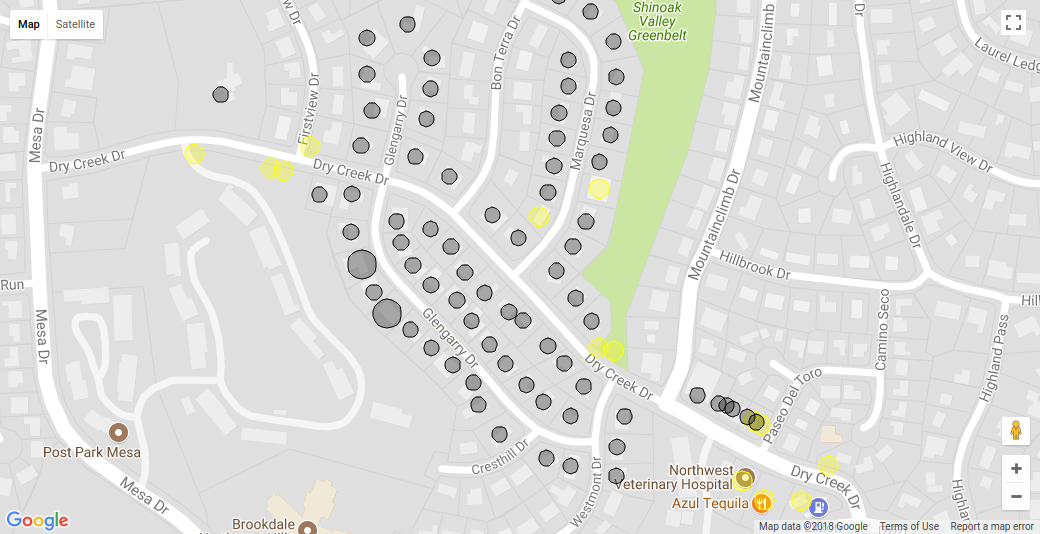 Map
Satellite
Shinoak
Valley
Greenbelt
Firstview Dr
Bon Terra Dr
Mountainclimb
Dr
Laurel Ledg
Mesa Dr
Dry Creek Dr
Glengarry Dr
Marquesa Dr
Dry Creek Dr
Highland View Dr
Highlandale Dr
Mountainclimb Dr
Hillbrook Dr
Run
Mesa Dr
Camino Seco
Hill
Highland Pass
Glengarry Dr
Dry Creek Dr
Paseo Del Toro
Post Park Mesa
Cresthill Dr
Westmont Dr
Northwest
Veterinary Hospital
Azul Tequila
Dry Creek Dr
Mesa Dr
Brookdale
Google
Map data ©2018 Google
Terms of Use
Report a map error